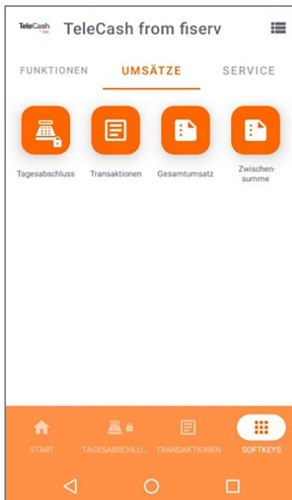 TeleCash TeleCash from fiserv
FUNKTIONEN UMSÄTZE SERVICE
Tagesabschluss Transaktionen Gesamtumsatz Zwischen-
summe
START TAGESABSCHLU... TRANSAKTIONEN SOFTKEYS